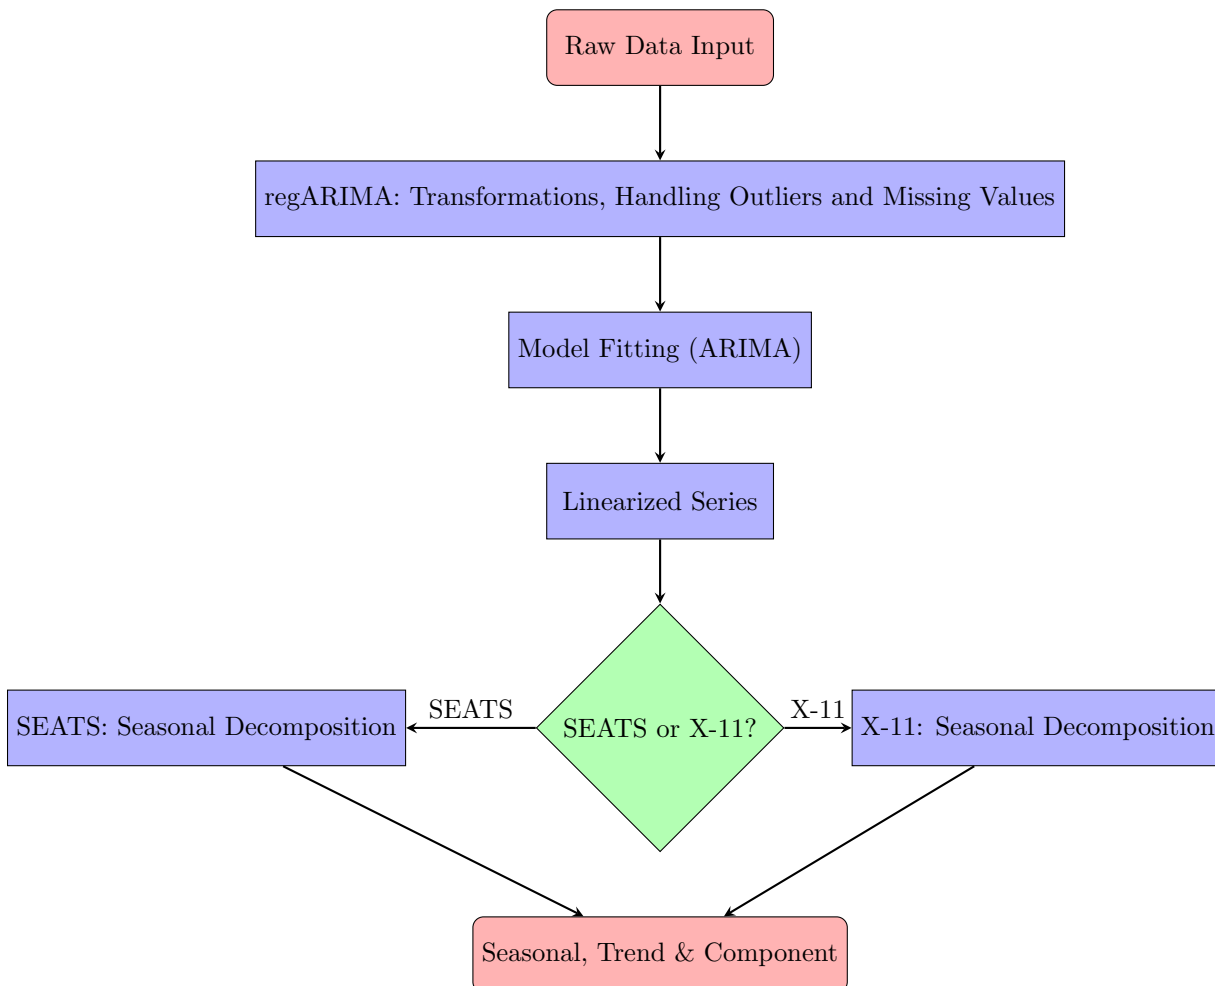 Raw Data Input
regARIMA: Transformations, Handling Outliers and Missing Values
Model Fitting (ARIMA)
Linearized Series
SEATS
X-11
SEATS: Seasonal Decomposition
SEATS or X-11?
X-11: Seasonal Decomposition
Seasonal, Trend & Component